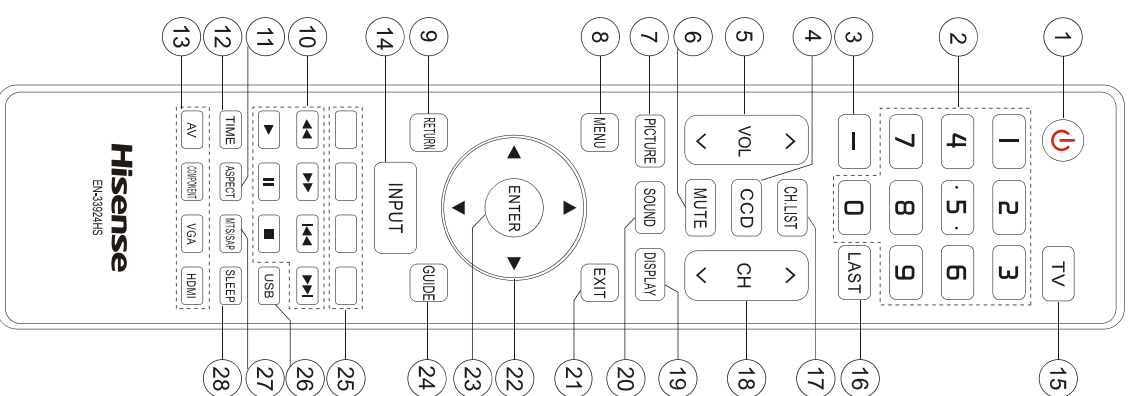 1 15
TV
2
1 2 3
4 ·5· 6
7 8 9
3 16
– 0 LAST
4 17
CH.LIST
5 18
VOL CCD CH
6
MUTE
7 19
PICTURE SOUND DISPLAY
20
8 21
MENU EXIT
22
ENTER
23
9 24
RETURN GUIDE
14
INPUT
25
10
26
USB
11 27
12 28
TIME ASPECT MTS/SAP SLEEP
13
AV COMPONENT VGA HDMI
Hisense
EN-33924HS